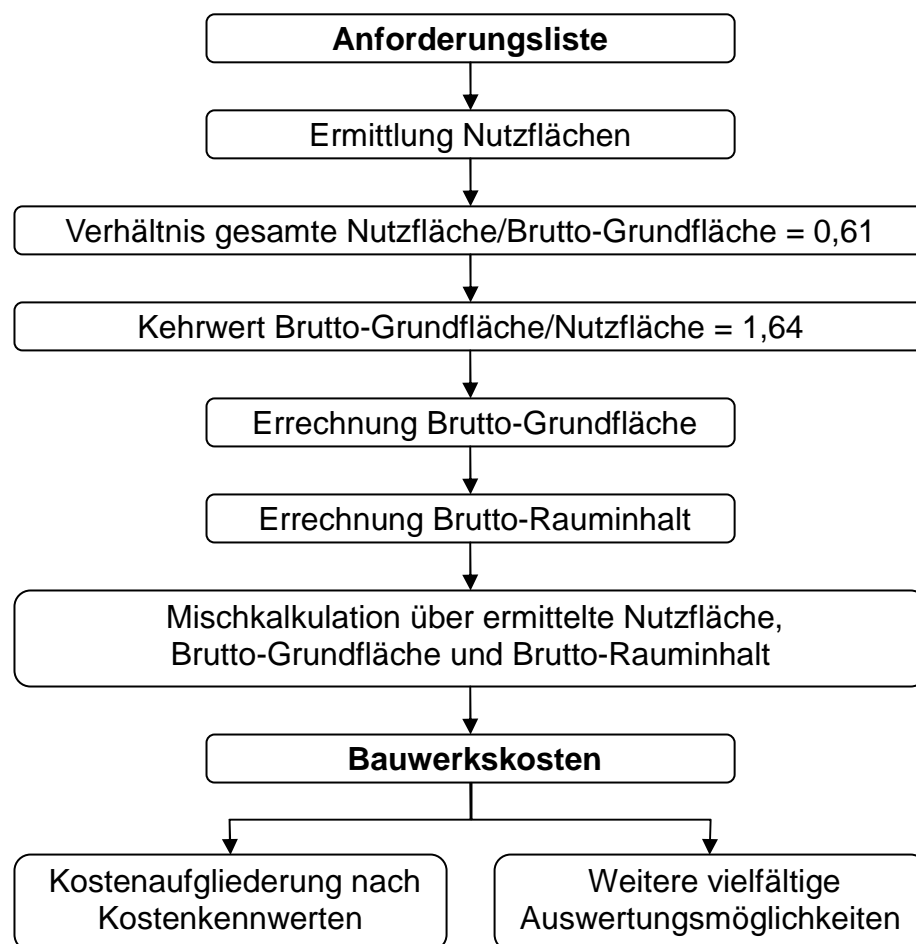 Anforderungsliste
Ermittlung Nutzflächen
Verhältnis gesamte Nutzfläche/Brutto-Grundfläche = 0,61
Kehrwert Brutto-Grundfläche/Nutzfläche = 1,64
Errechnung Brutto-Grundfläche
Errechnung Brutto-Rauminhalt
Mischkalkulation über ermittelte Nutzfläche,
Brutto-Grundfläche und Brutto-Rauminhalt
Bauwerkskosten
Kostenaufgliederung nach
Kostenkennwerten
Weitere vielfältige
Auswertungsmöglichkeiten